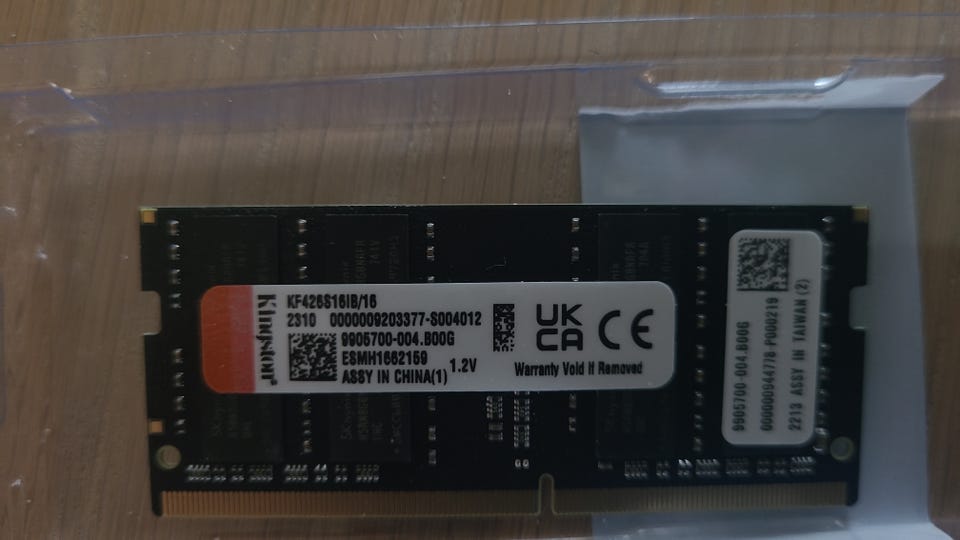 Kingston
KF426S16IB/16
2310 0000009203377-S004012
9905700-004.B00G
ESMH1662159
1.2V
ASSY IN CHINA(1)
UK
CA
CE
Warranty Void If Removed
9905700-004.B00G
000000944778-P000219
2213 ASSY IN TAIWAN (2)